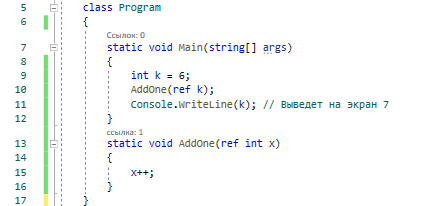 5 class Program
6 {
Ссылок: 0
7 static void Main(string[] args)
8 {
9 int k = 6;
10 AddOne(ref k);
11 Console.WriteLine(k); // Выведет на экран 7
12 }
ссылка: 1
13 static void AddOne(ref int x)
14 {
15 x++;
16 }
17 }